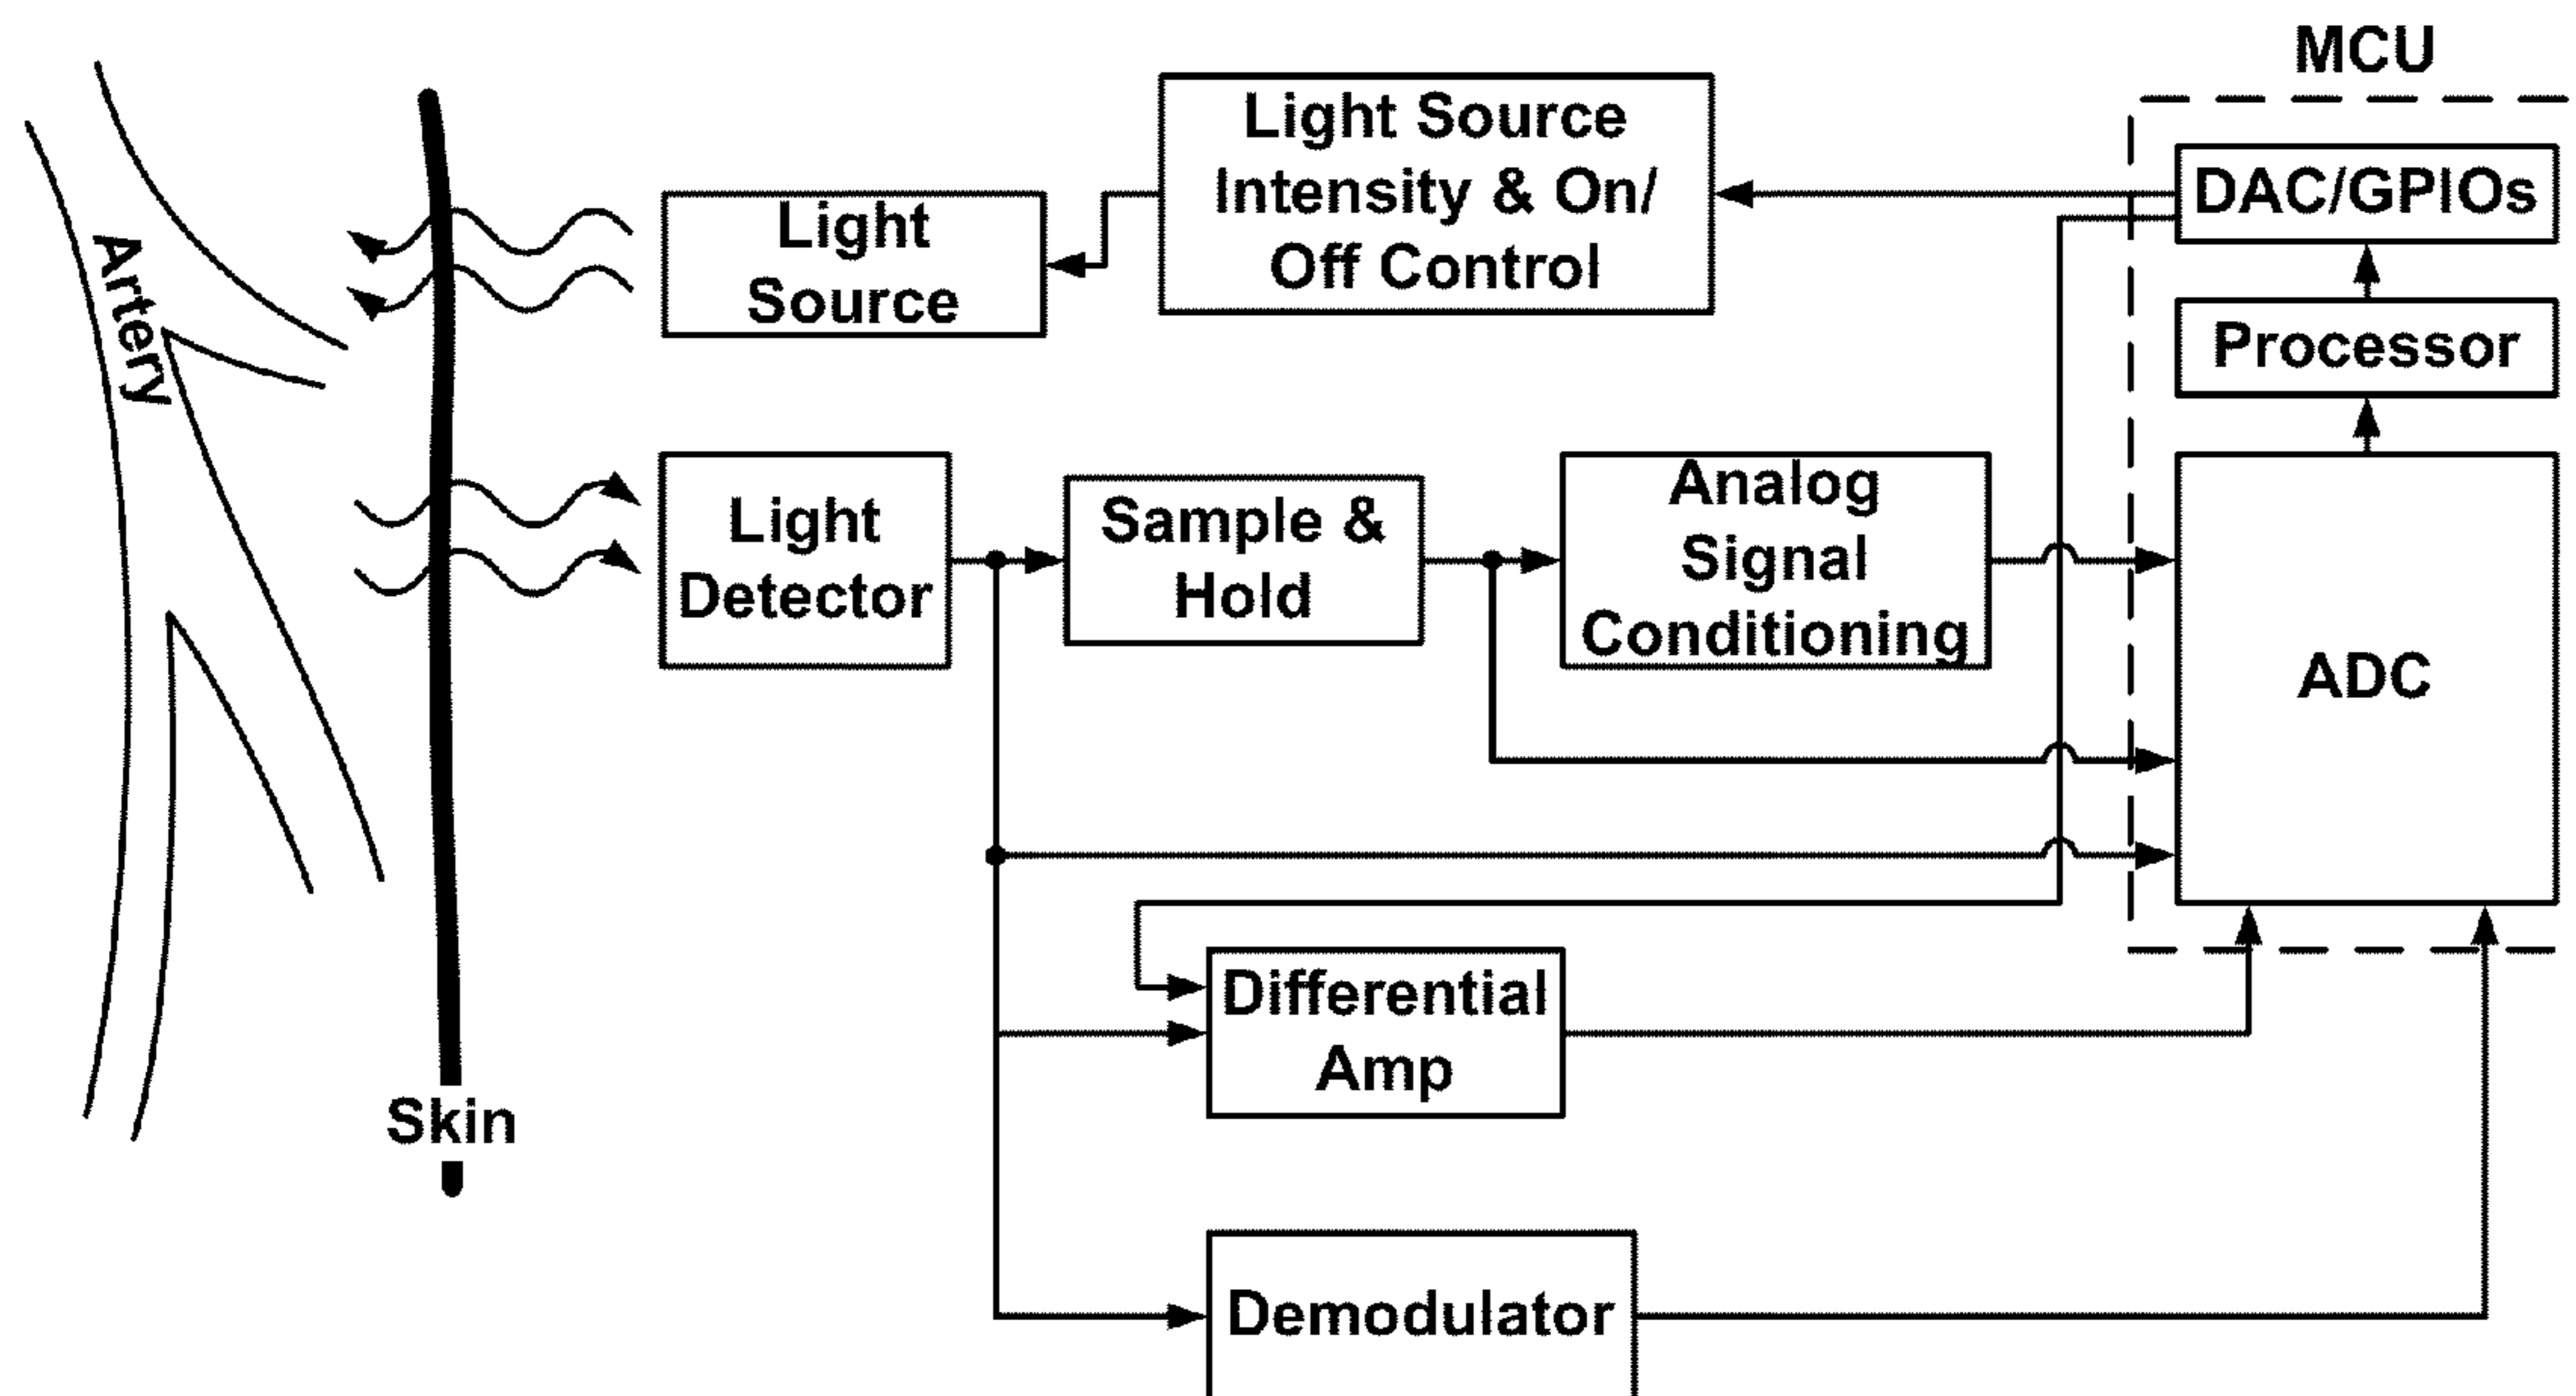 MCU
Light Source
Intensity & On/
Off Control
DAC/GPIOs
Light
Source
Artery
Processor
Light
Detector
Sample &
Hold
Analog
Signal
Conditioning
ADC
Differential
Amp
Skin
Demodulator